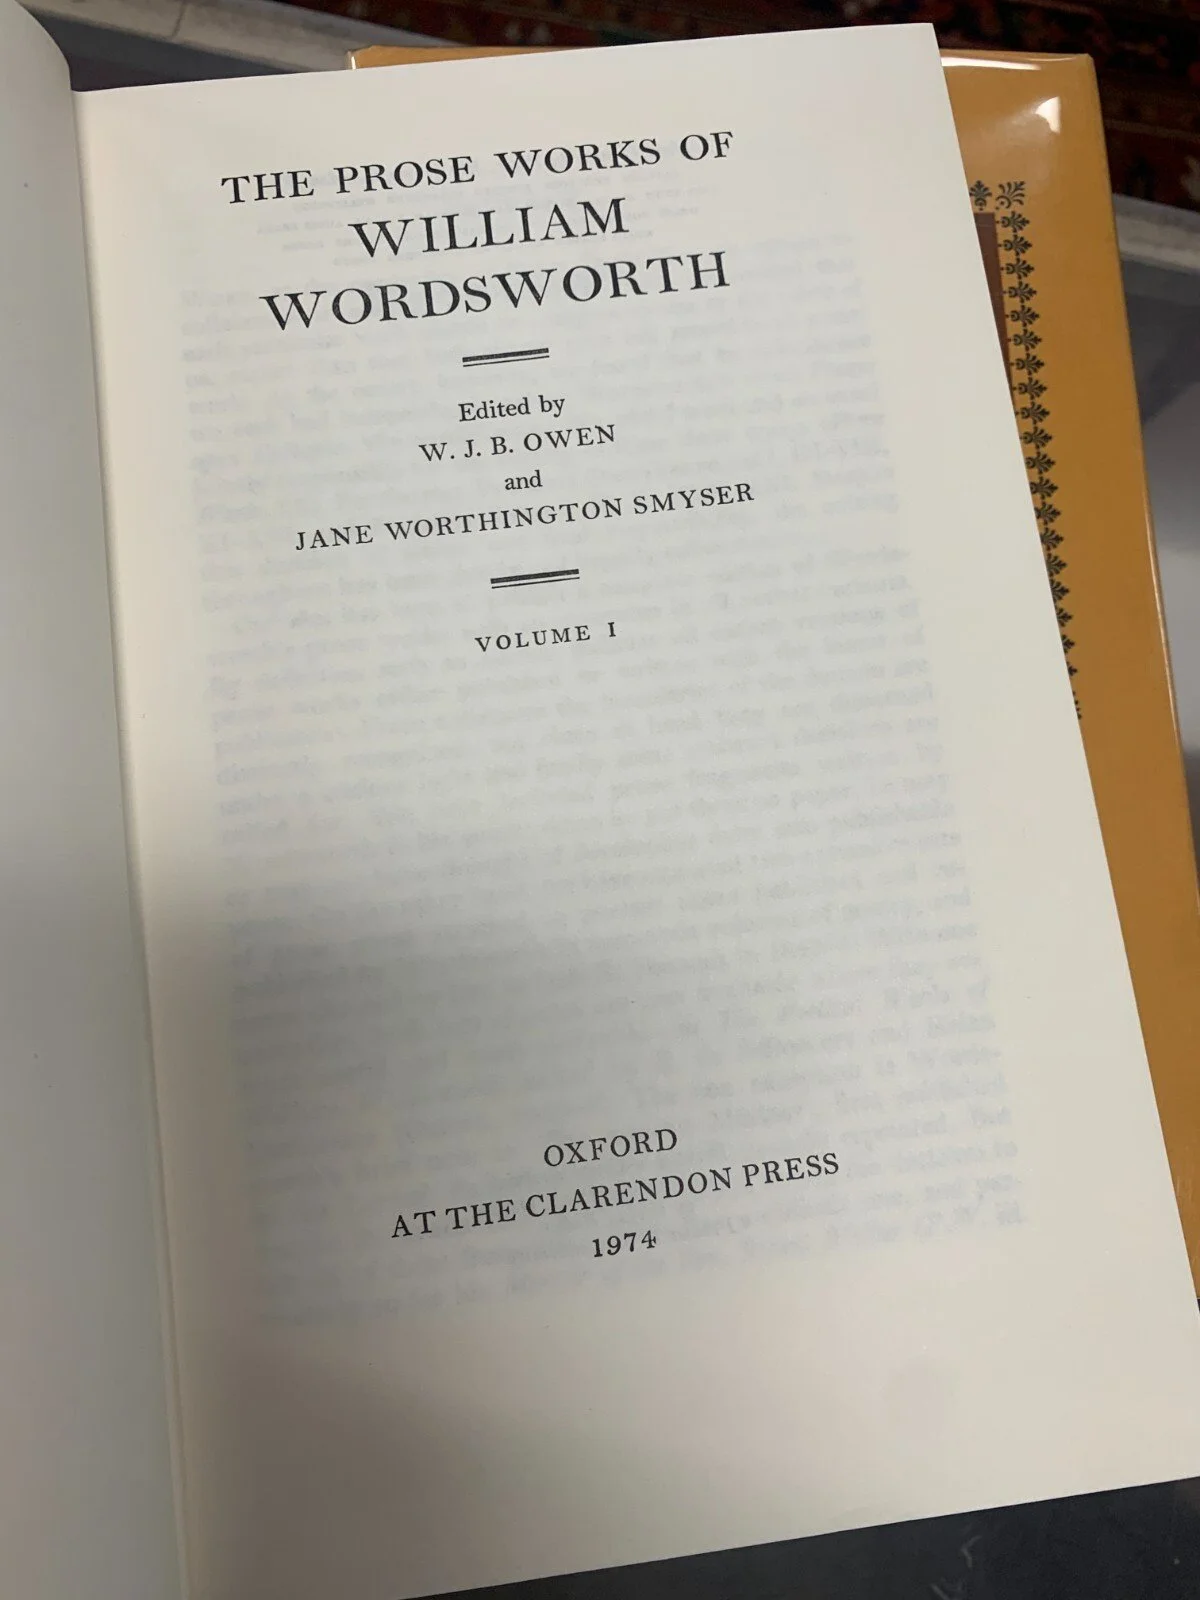 THE PROSE WORKS OF
WILLIAM
WORDSWORTH
Edited by
W. J. B. OWEN
and
JANE WORTHINGTON SMYSER
VOLUME I
OXFORD
AT THE CLARENDON PRESS
1974